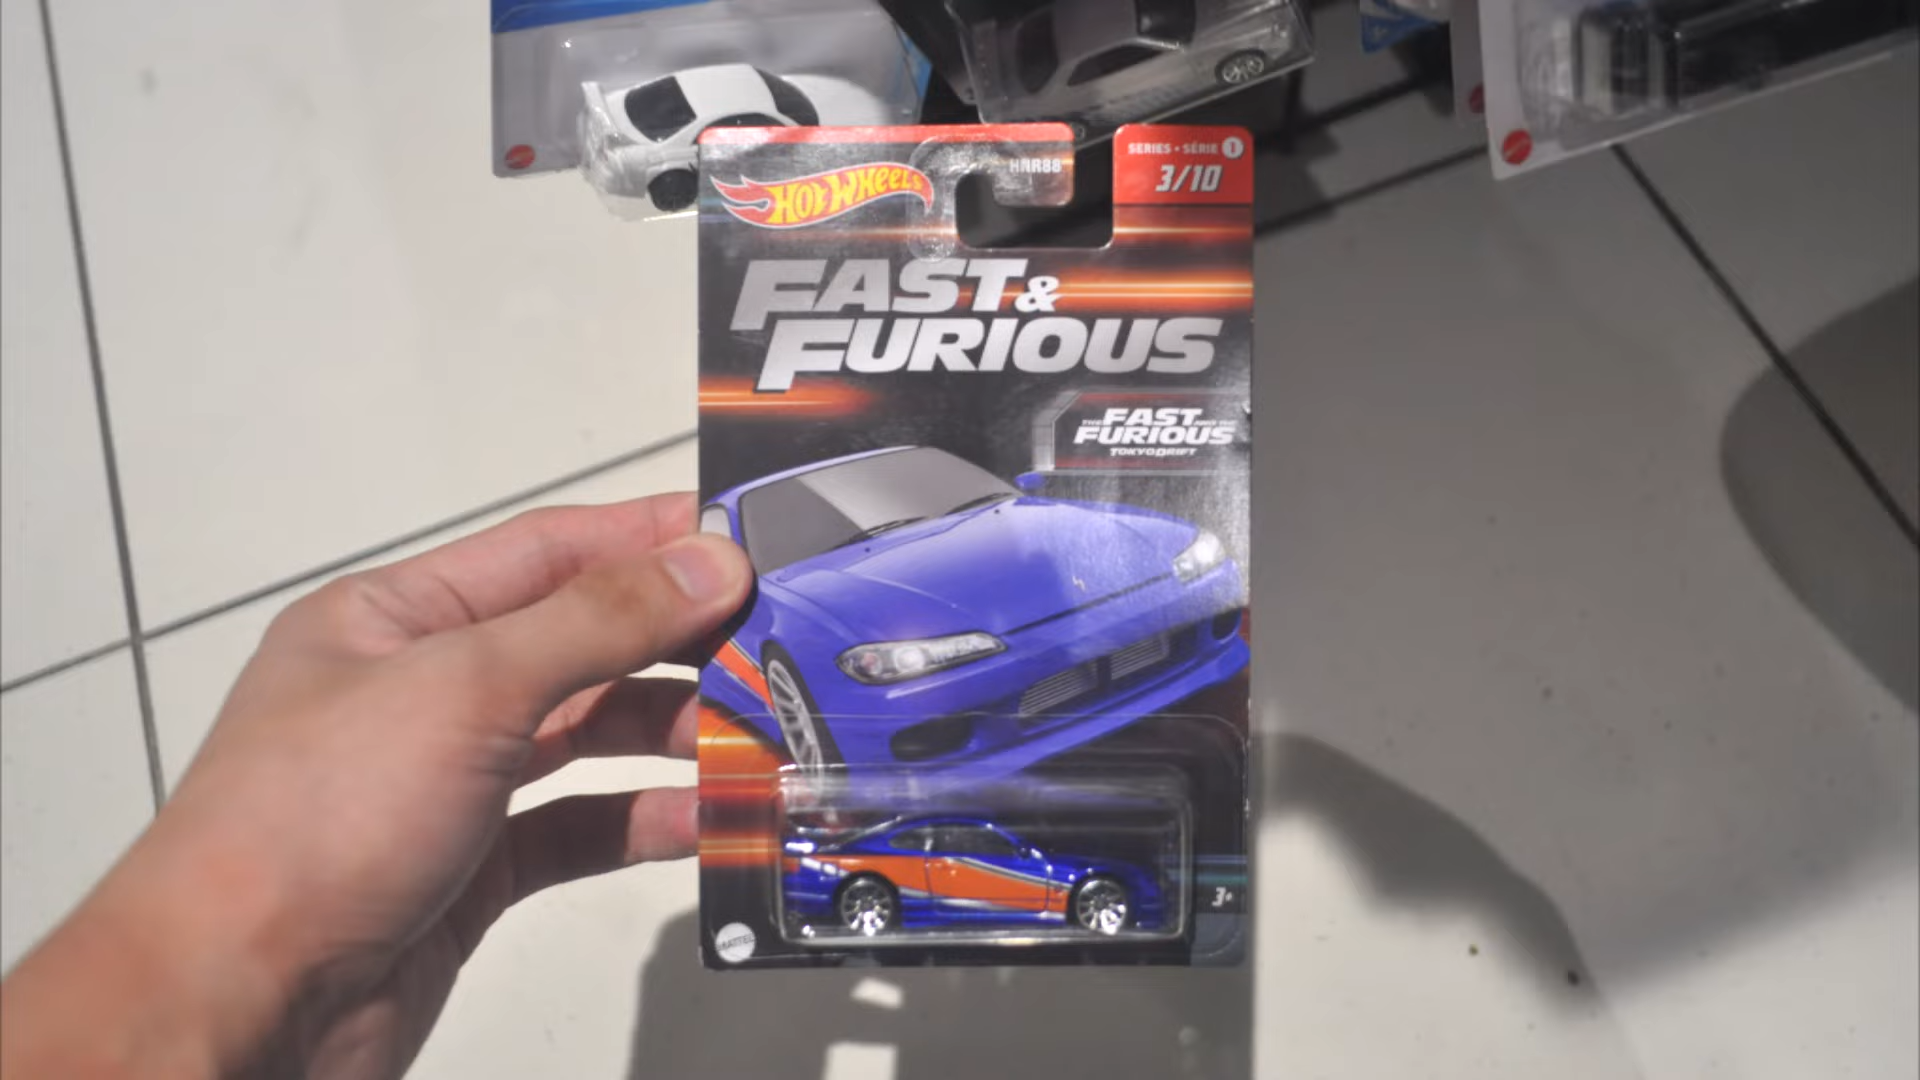 HOT WHEELS
HNR88
SERIES • SÉRIE 1
3/10
FAST &
FURIOUS
THE FAST AND THE
FURIOUS
TOKYO DRIFT
3+
MATTEL